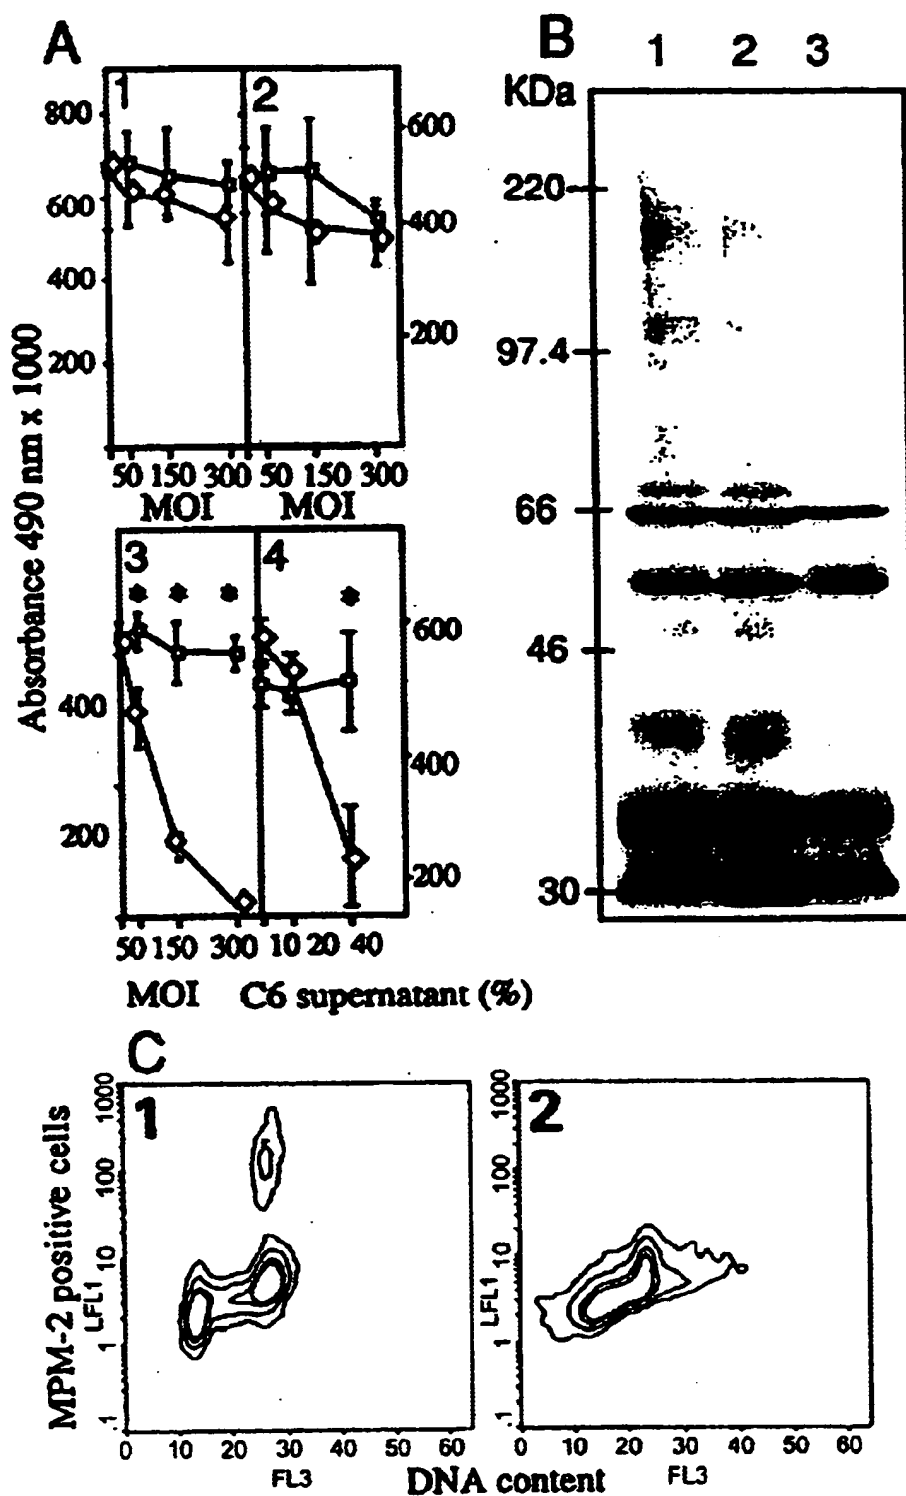 A
B
1 2 3
KDa
1 2
800
600
400
200
600
400
200
220
97.4
66
46
30
Absorbance 490 nm x 1000
50 150 300 50 150 300
MOI MOI
3 4
* * * *
400
200
600
400
200
50 150 300 10 20 40
MOI C6 supernatant (%)
C
1 2
MPM-2 positive cells
LFL1
1000
100
10
1
.1
LFL1
1000
100
10
1
.1
0 10 20 30 40 50 60
0 10 20 30 40 50 60
FL3 DNA content FL3